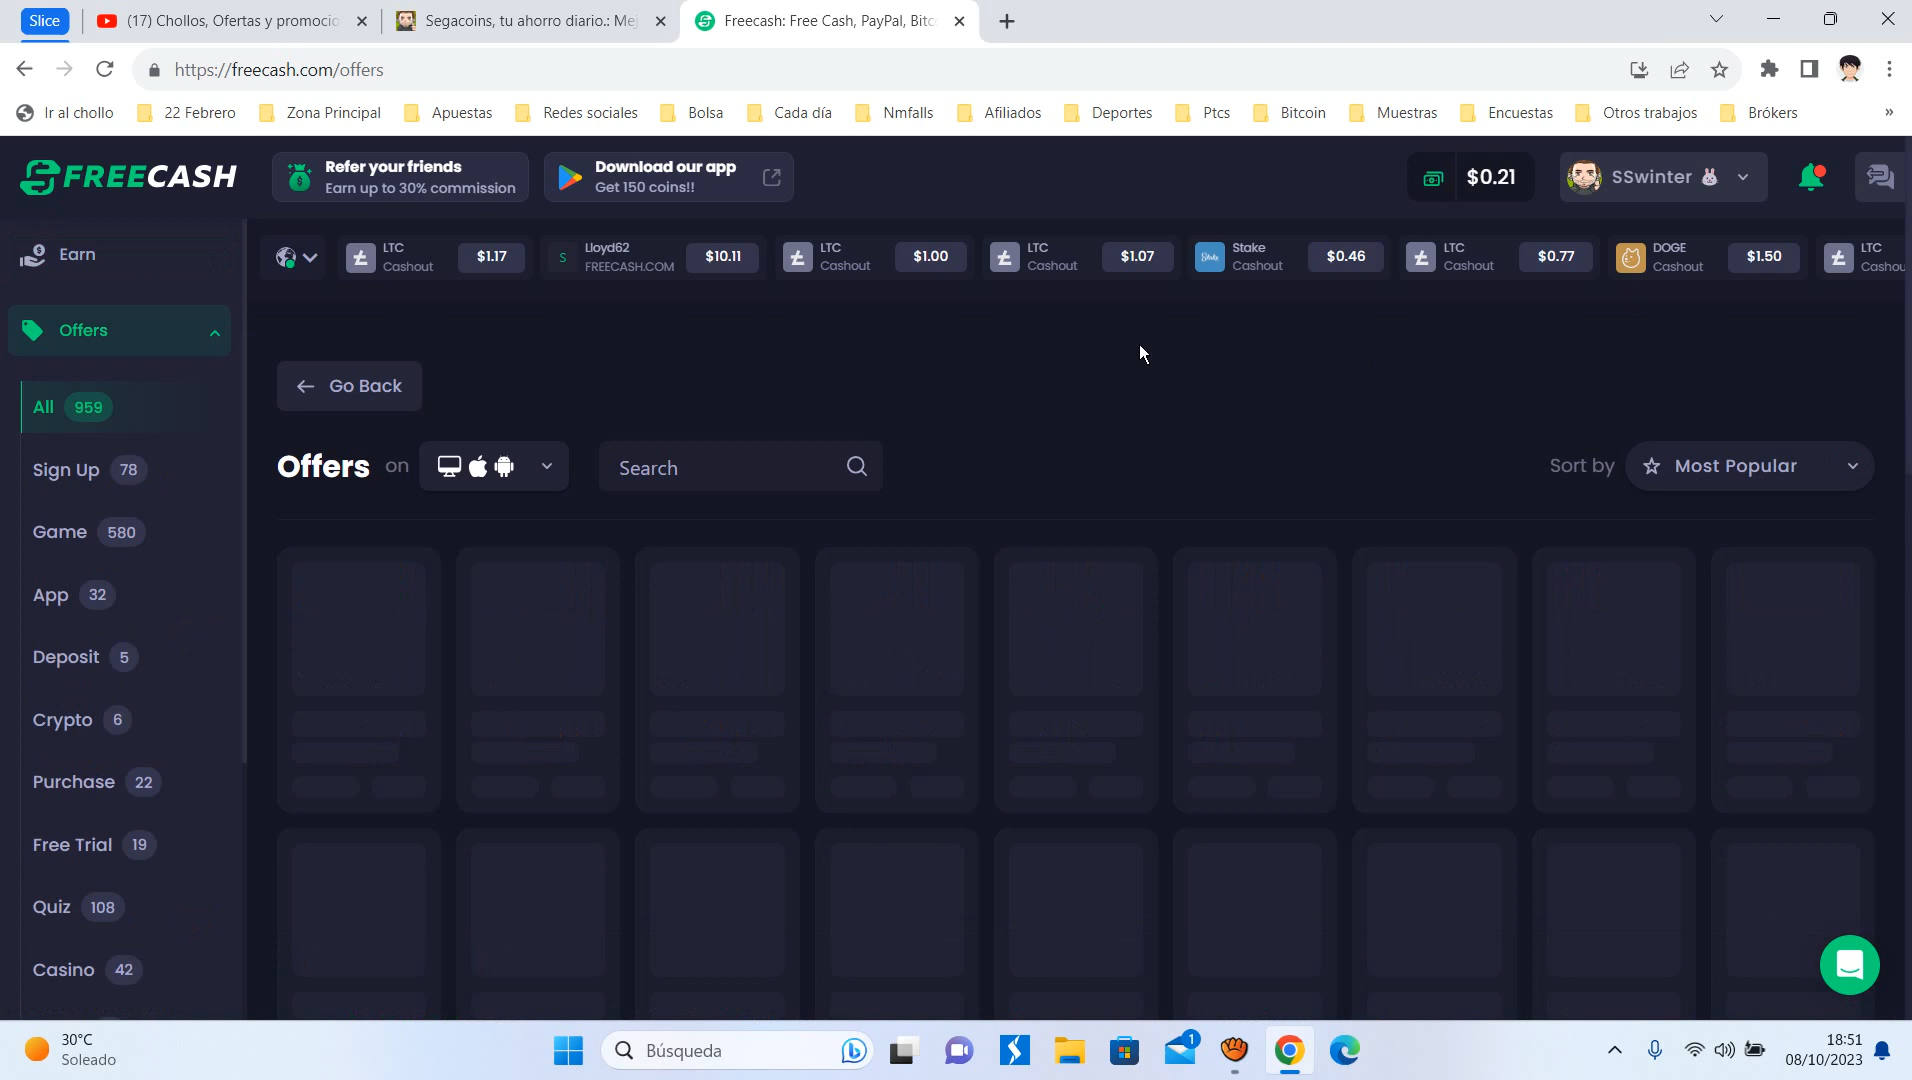 Slice
(17) Chollos, Ofertas y promocio
Segacoins, tu ahorro diario.: Mej
Freecash: Free Cash, PayPal, Bitc
https://freecash.com/offers
Ir al chollo
22 Febrero
Zona Principal
Apuestas
Redes sociales
Bolsa
Cada día
Nmfalls
Afiliados
Deportes
Ptcs
Bitcoin
Muestras
Encuestas
Otros trabajos
Brókers
»
FREECASH
Refer your friends
Earn up to 30% commission
Download our app
Get 150 coins!!
$0.21
SSwinter
Earn
LTC
Cashout
$1.17
S
Lloyd62
FREECASH.COM
$10.11
LTC
Cashout
$1.00
LTC
Cashout
$1.07
Stake
Stake
Cashout
$0.46
LTC
Cashout
$0.77
DOGE
Cashout
$1.50
LTC
Cashou
Offers
Go Back
All 959
Offers on
Search
Sort by
Most Popular
Sign Up 78
Game 580
App 32
Deposit 5
Crypto 6
Purchase 22
Free Trial 19
Quiz 108
Casino 42
30°C
Soleado
Búsqueda
1
18:51
08/10/2023